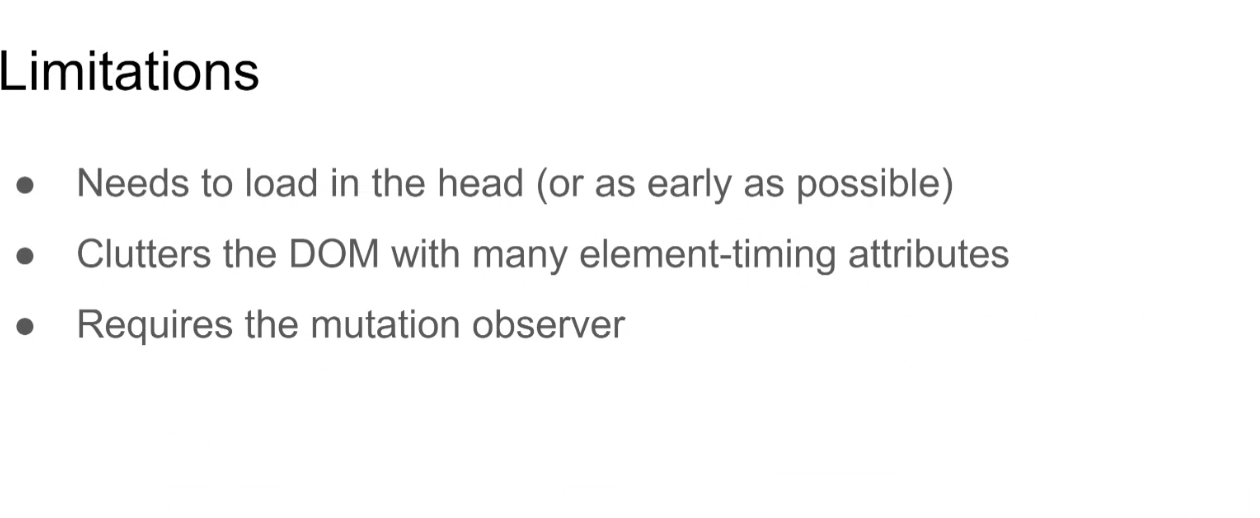 Limitations
● Needs to load in the head (or as early as possible)
● Clutters the DOM with many element-timing attributes
● Requires the mutation observer